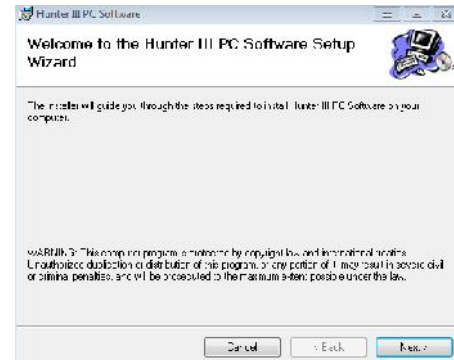 Hunter III PC Software
Welcome to the Hunter III PC Software Setup
Wizard
The installer will guide you through the steps required to install Hunter III PC Software on your
computer.
WARNING: This computer program is protected by copyright law and international treaties.
Unauthorized duplication or distribution of this program, or any portion of it, may result in severe civil
or criminal penalties, and will be prosecuted to the maximum extent possible under the law.
Cancel
< Back
Next >